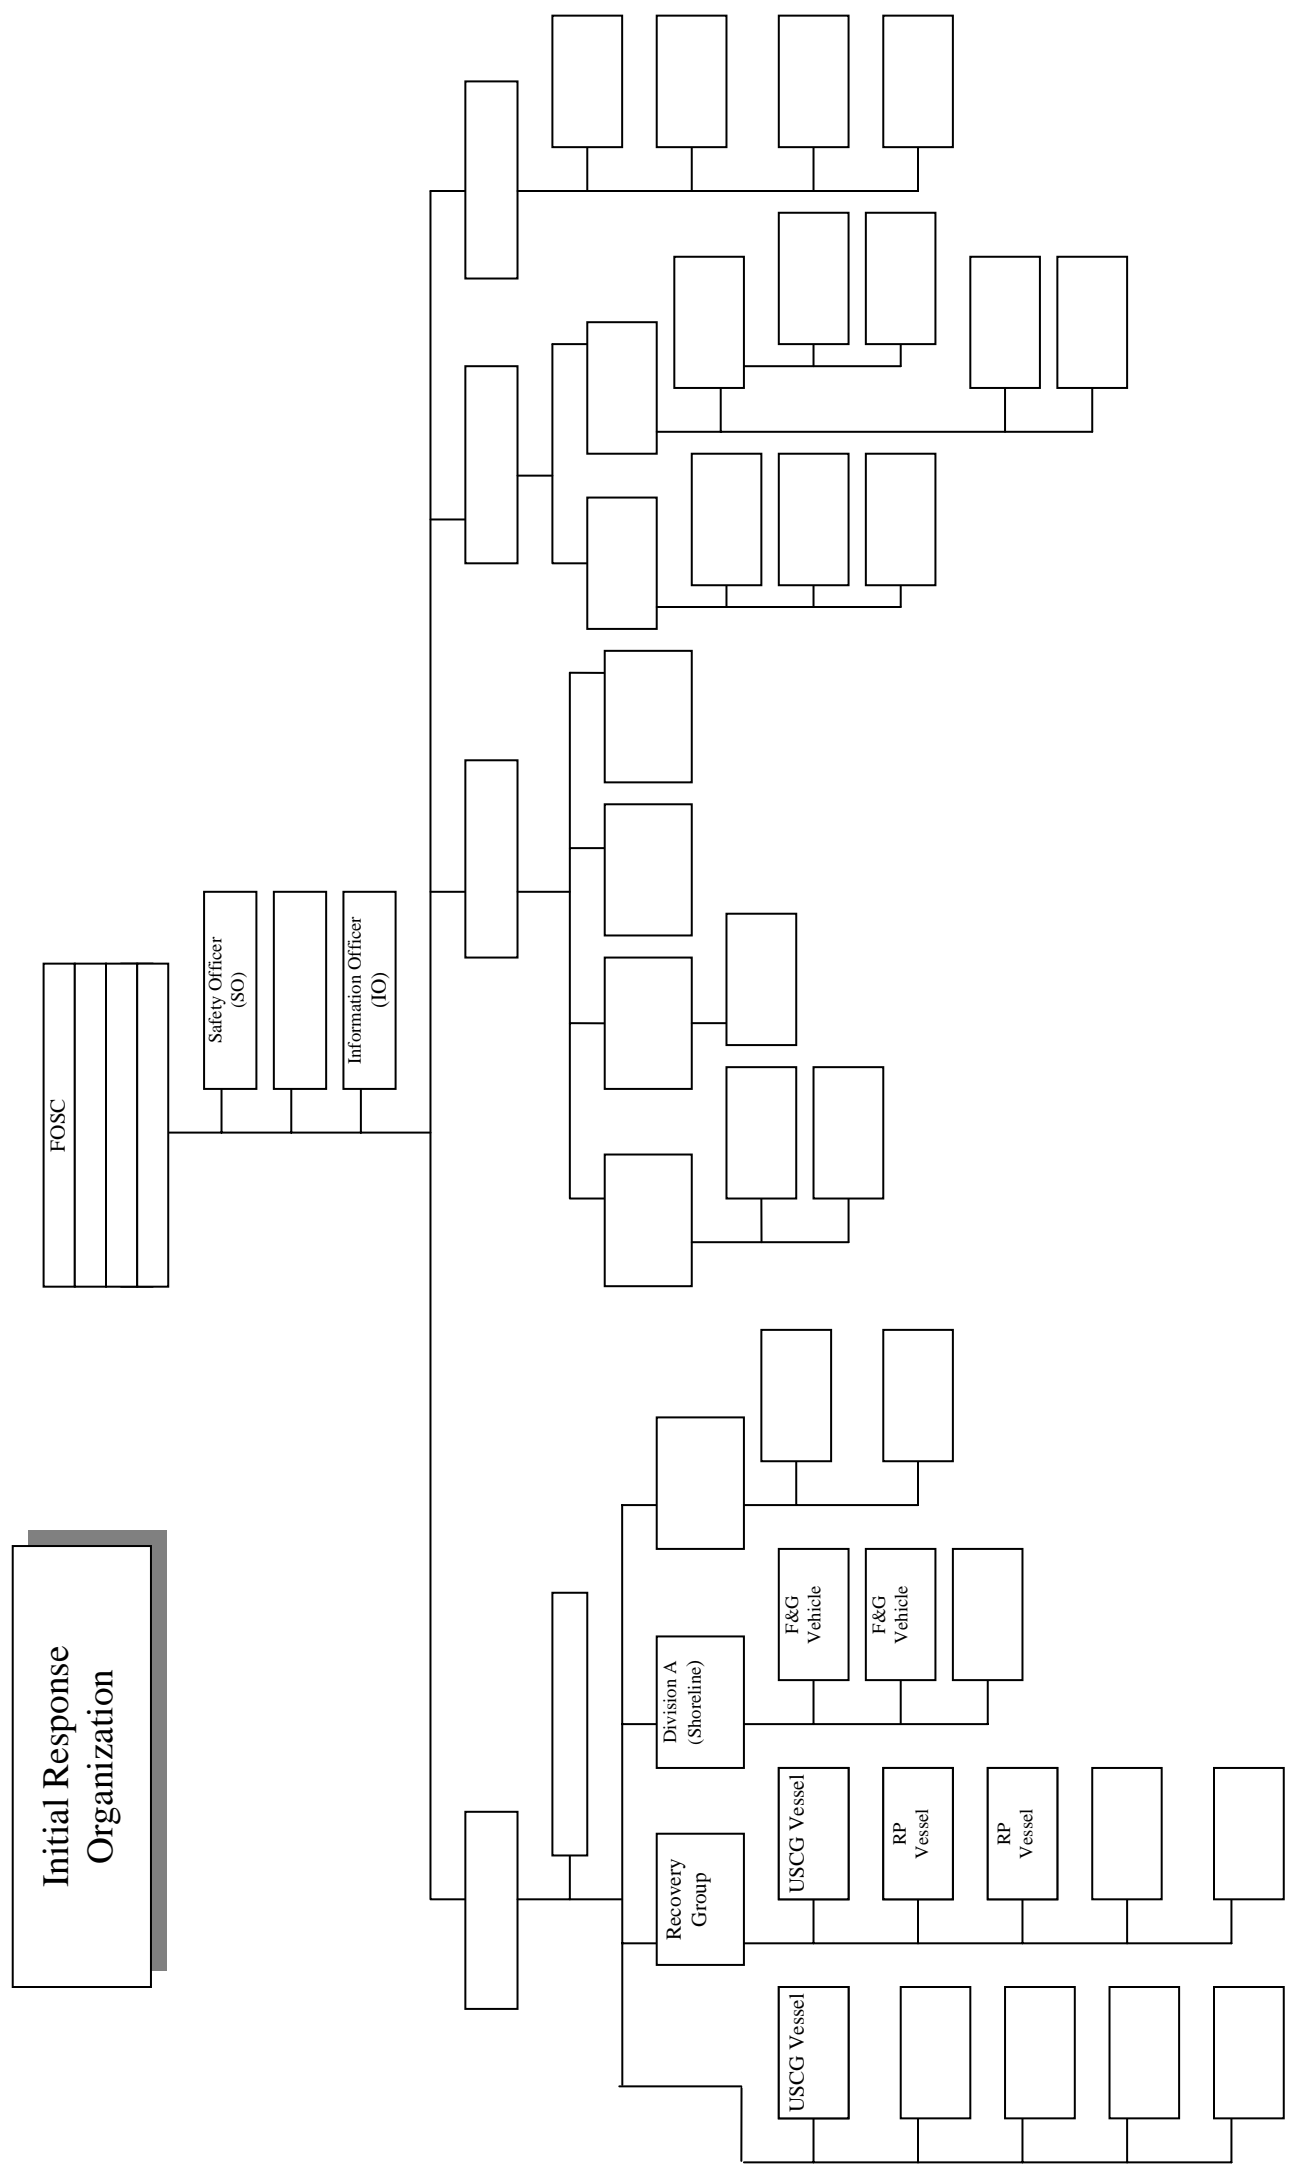 Initial Response
Organization
FOSC
Safety Officer
(SO)
Information Officer
(IO)
USCG Vessel
Recovery
Group
USCG Vessel
RP
Vessel
RP
Vessel
Division A
(Shoreline)
F&G
Vehicle
F&G
Vehicle